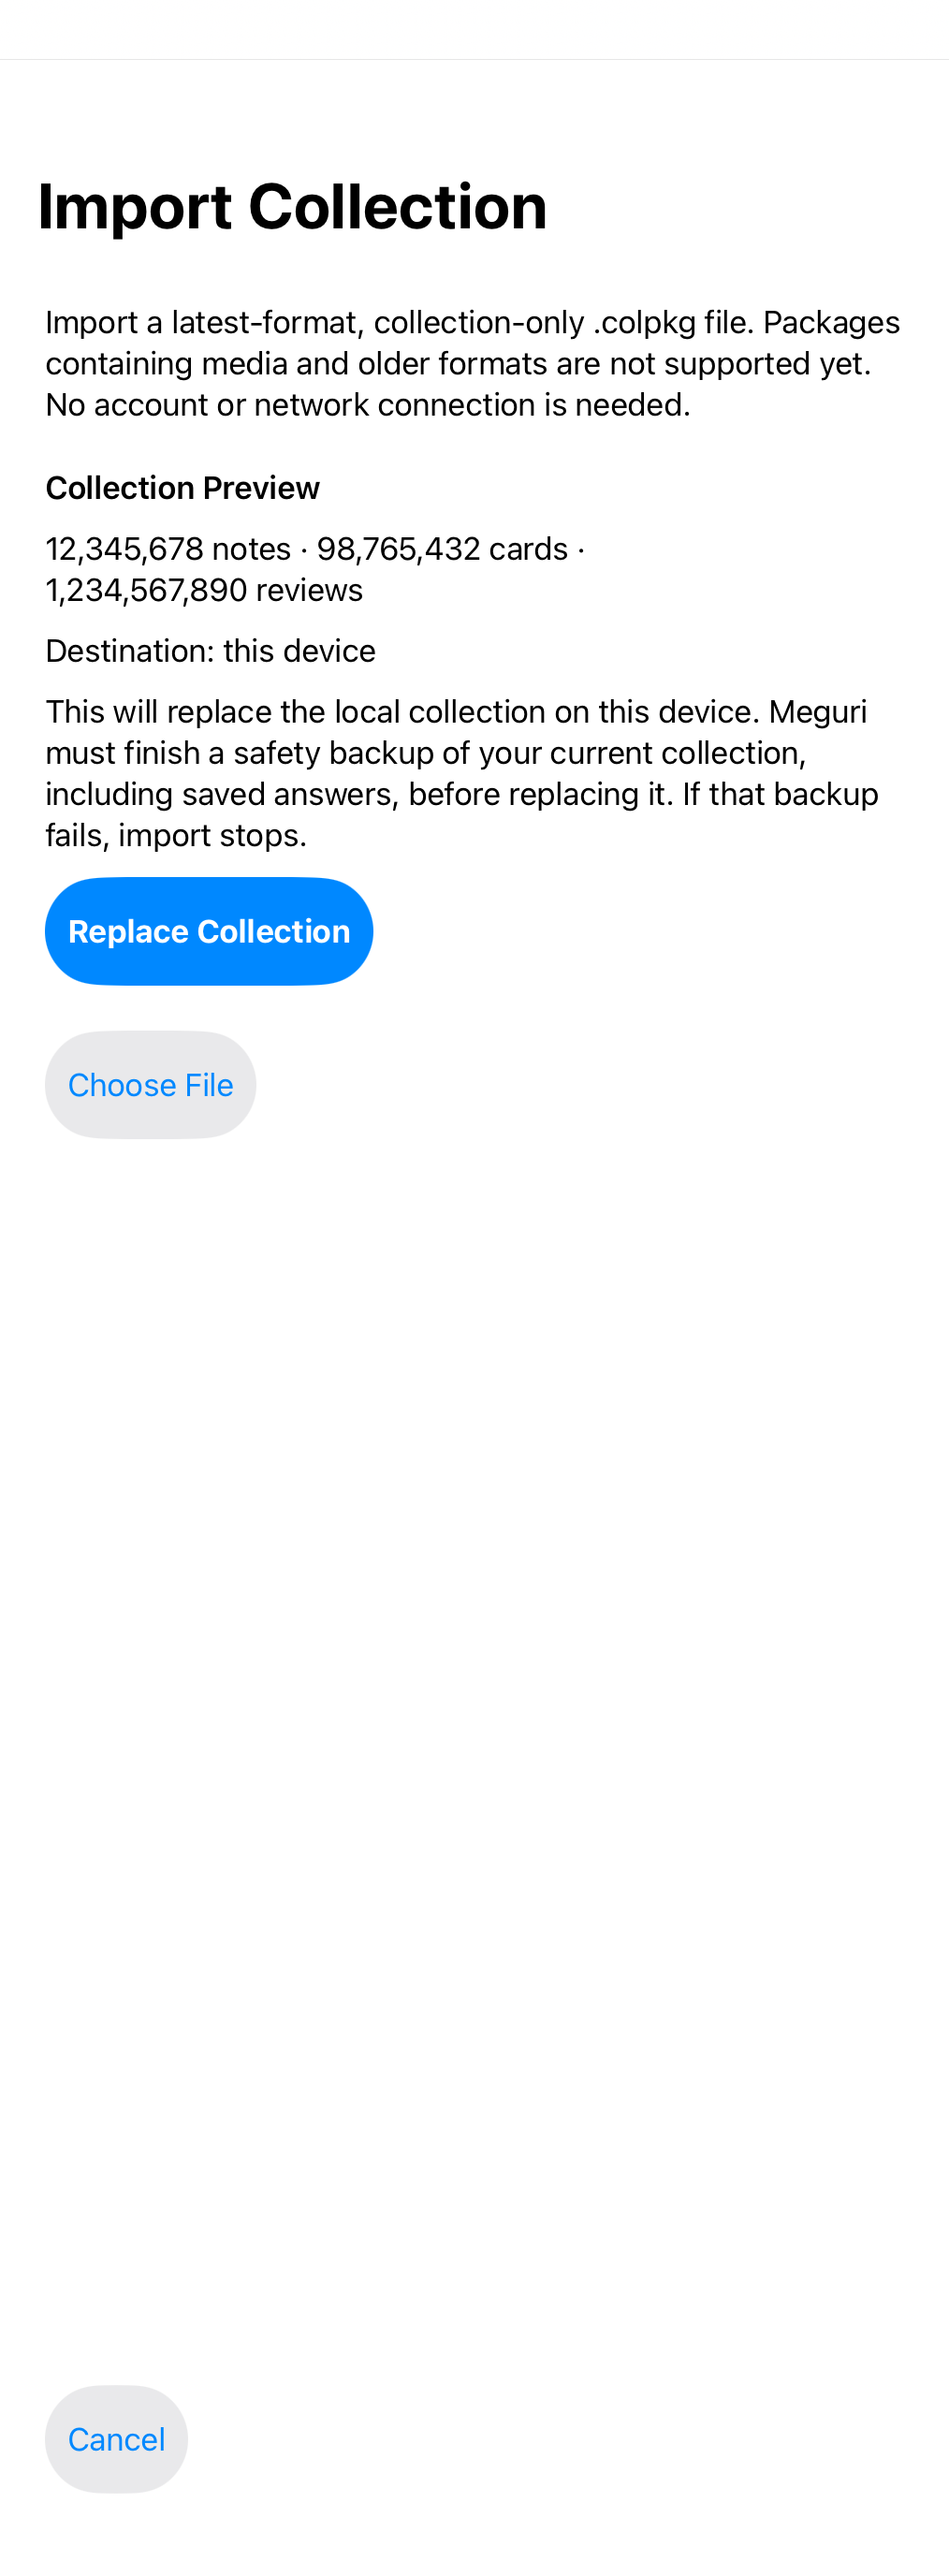 Import Collection
Import a latest-format, collection-only .colpkg file. Packages
containing media and older formats are not supported yet.
No account or network connection is needed.
Collection Preview
12,345,678 notes · 98,765,432 cards ·
1,234,567,890 reviews
Destination: this device
This will replace the local collection on this device. Meguri
must finish a safety backup of your current collection,
including saved answers, before replacing it. If that backup
fails, import stops.
Replace Collection
Choose File
Cancel